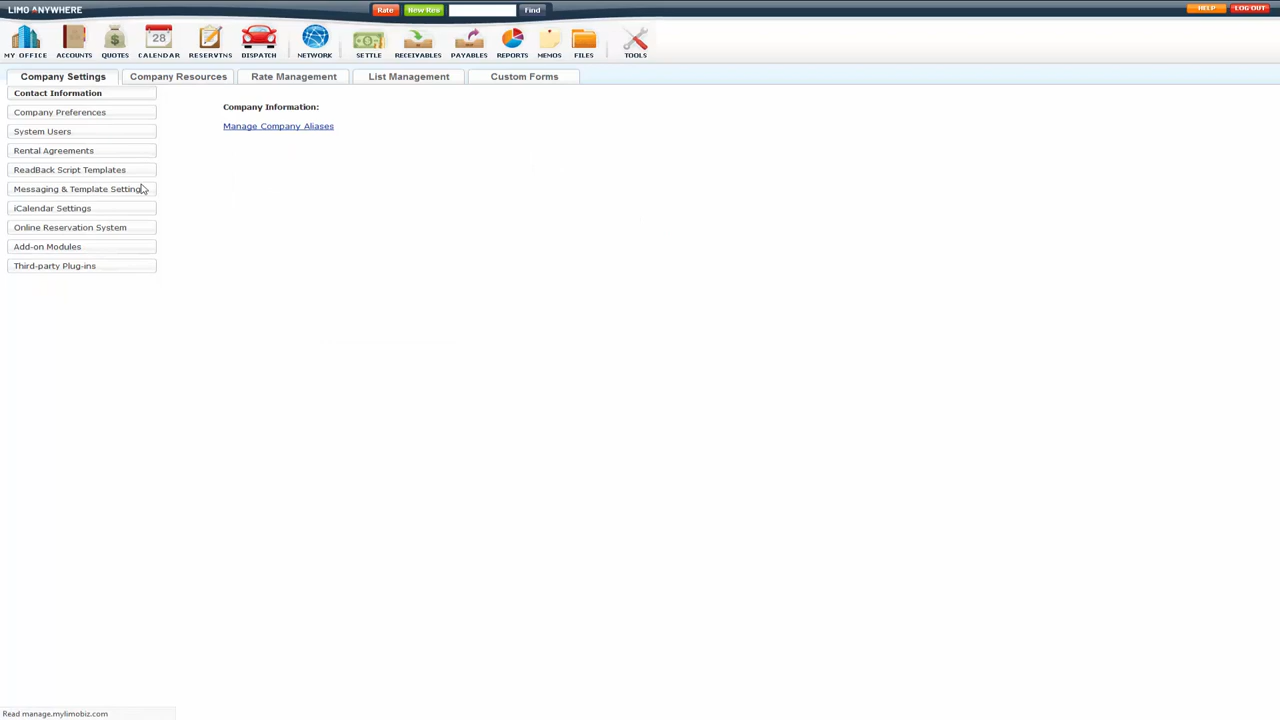 LIMO ANYWHERE
Rate
New Res
Find
HELP
LOG OUT
28
MY OFFICE
ACCOUNTS
QUOTES
CALENDAR
RESERVTNS
DISPATCH
NETWORK
SETTLE
RECEIVABLES
PAYABLES
REPORTS
MEMOS
FILES
TOOLS
Company Settings
Company Resources
Rate Management
List Management
Custom Forms
Contact Information
Company Preferences
System Users
Rental Agreements
ReadBack Script Templates
Messaging & Template Setting
iCalendar Settings
Online Reservation System
Add-on Modules
Third-party Plug-ins
Company Information:
Manage Company Aliases
Read manage.mylimobiz.com